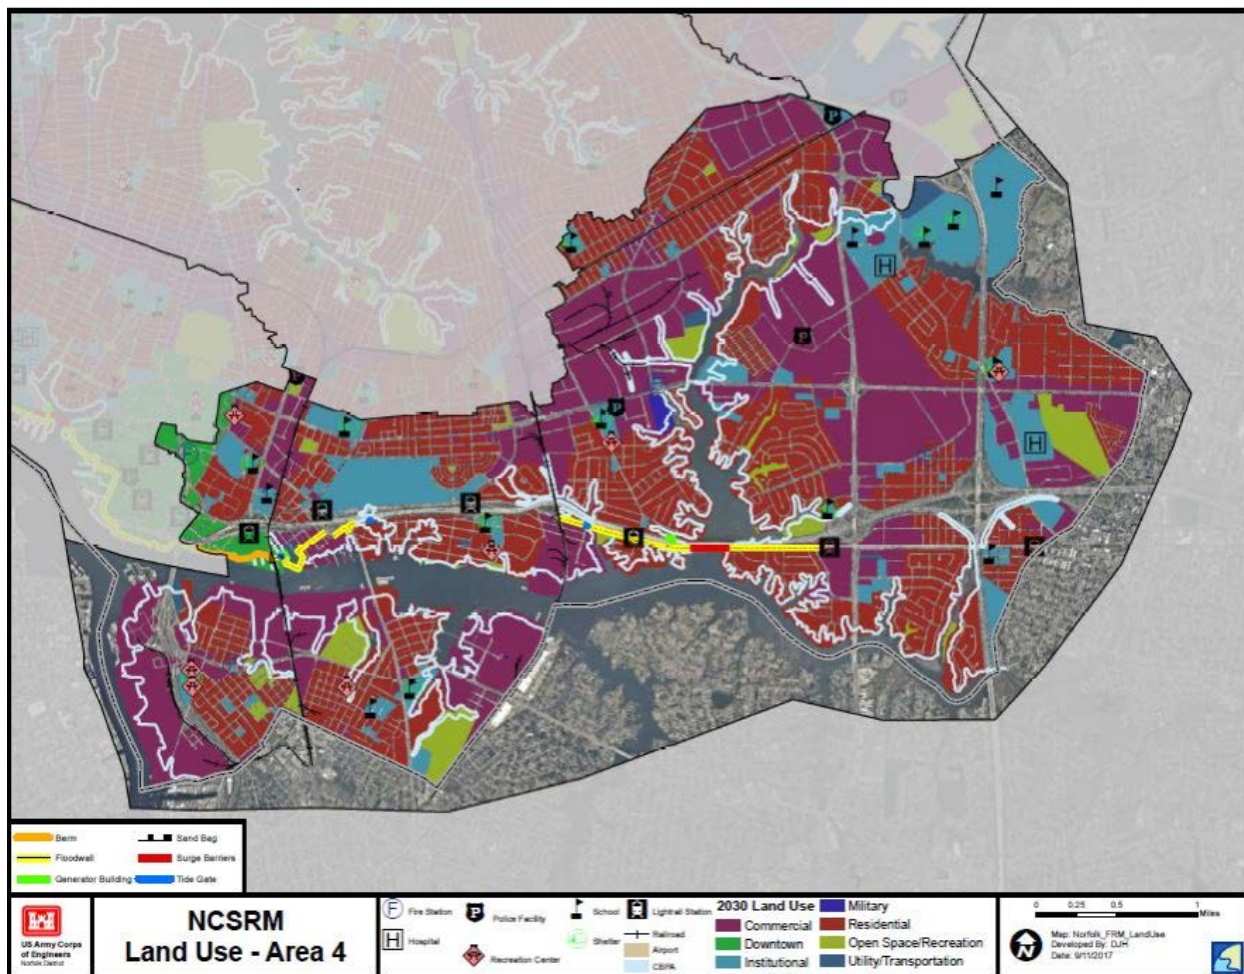 P
H
P
P
H
Berm
Sand Bag
Floodwall
Surge Barriers
Generator Building
Tide Gate
US Army Corps
of Engineers
Norfolk District
NCSRM
Land Use - Area 4
F Fire Station
P Police Facility
School
Lightrail Station
H Hospital
Shelter
Railroad
Recreation Center
Airport
CBPA
2030 Land Use
Commercial
Downtown
Institutional
Military
Residential
Open Space/Recreation
Utility/Transportation
0 0.25 0.5 1
Miles
N
Map: Norfolk_FRM_LandUse
Developed By: DJH
Date: 9/11/2017